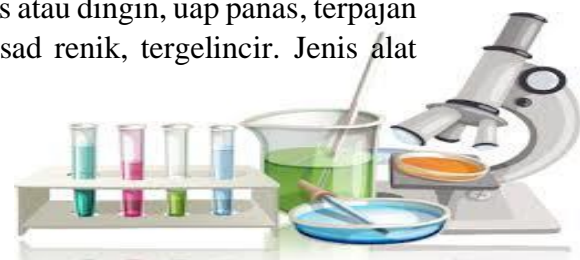 s atau dingin, uap panas, terpajan
sad renik, tergelincir. Jenis alat